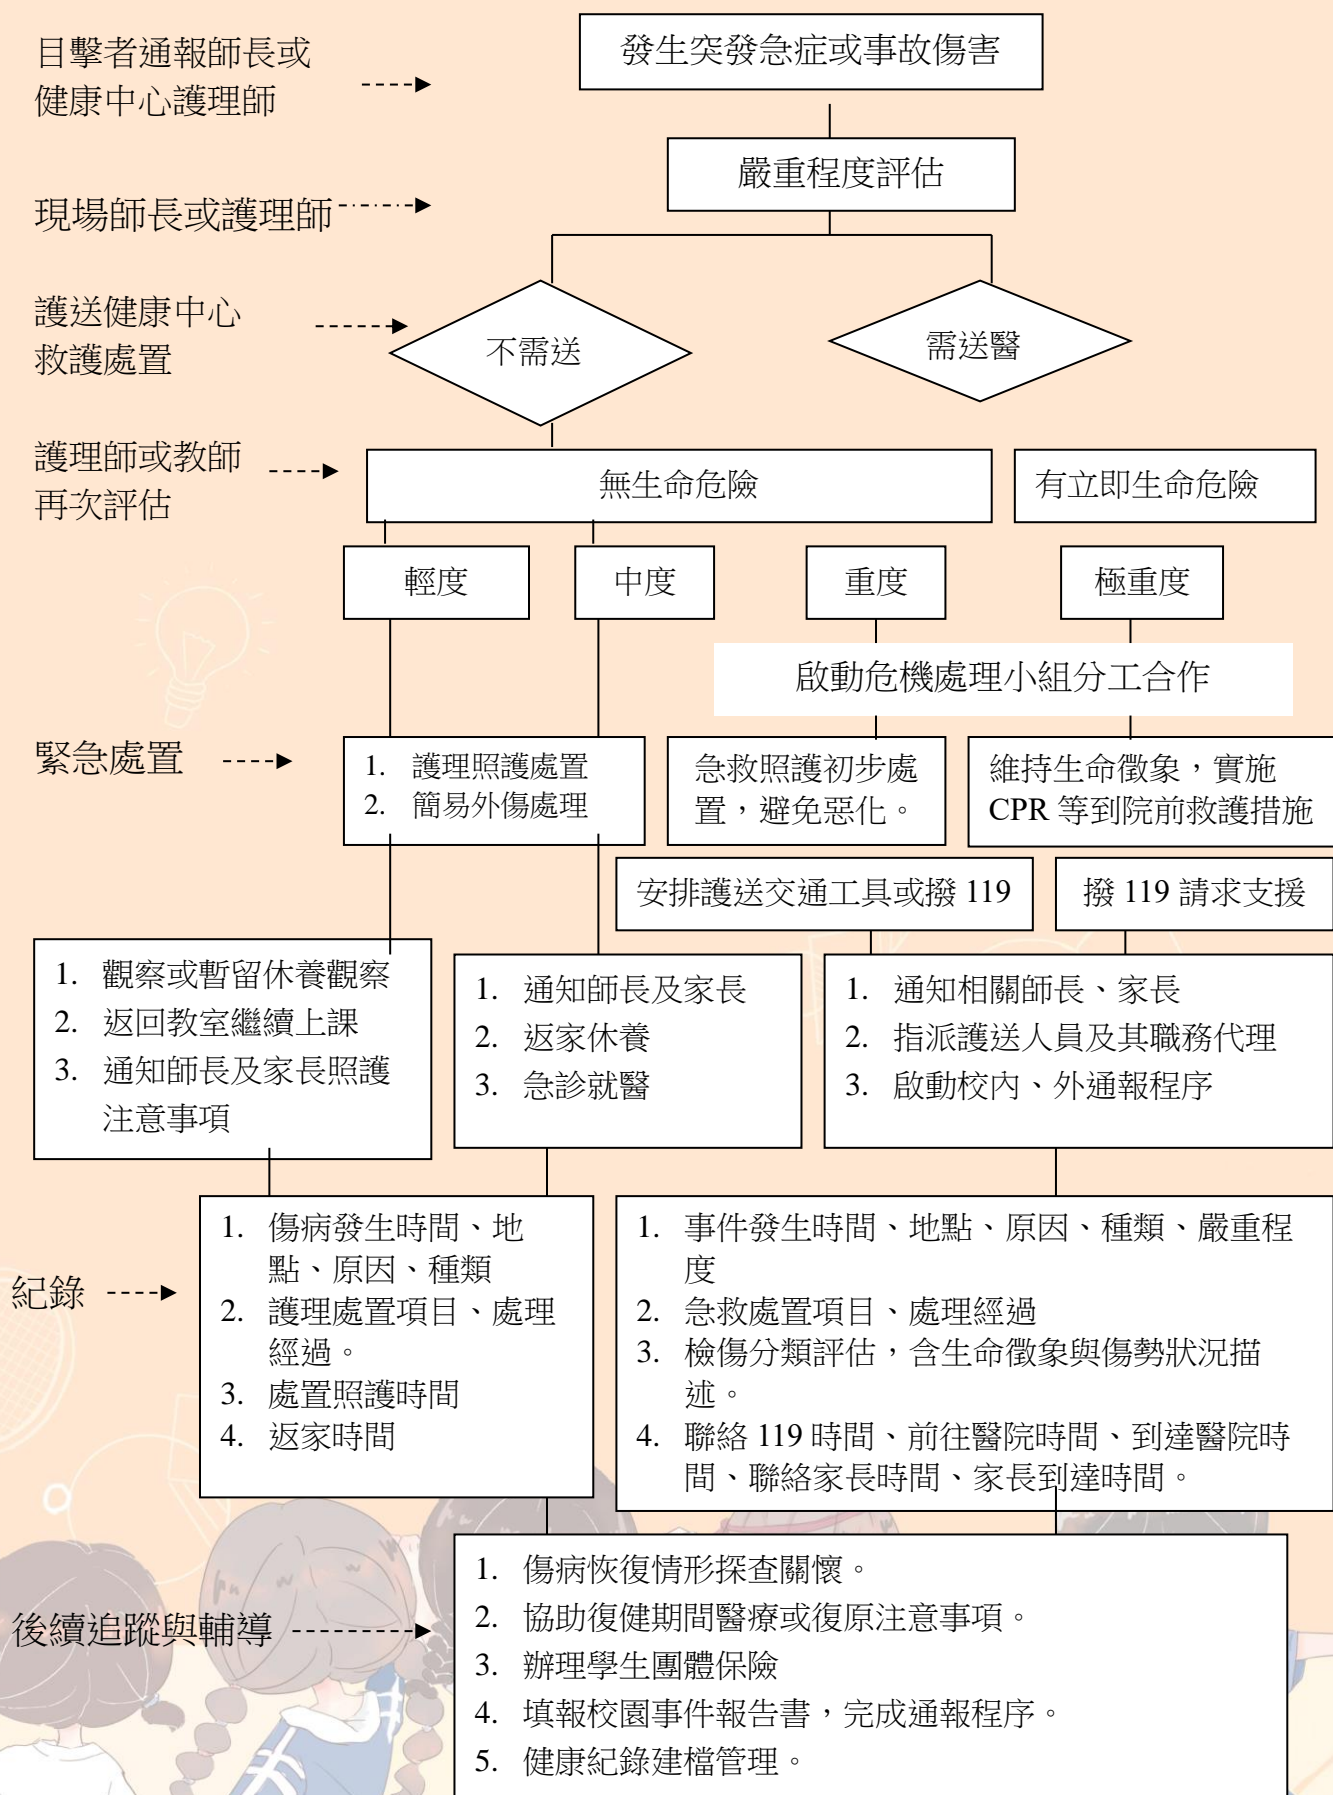 目擊者通報師長或
健康中心護理師
發生突發急症或事故傷害
嚴重程度評估
現場師長或護理師
護送健康中心
救護處置
不需送
需送醫
護理師或教師
再次評估
無生命危險
有立即生命危險
輕度
中度
重度
極重度
啟動危機處理小組分工合作
緊急處置
1. 護理照護處置
2. 簡易外傷處理
急救照護初步處
置，避免惡化。
維持生命徵象，實施
CPR 等到院前救護措施
安排護送交通工具或撥 119
撥 119 請求支援
1. 觀察或暫留休養觀察
2. 返回教室繼續上課
3. 通知師長及家長照護
注意事項
1. 通知師長及家長
2. 返家休養
3. 急診就醫
1. 通知相關師長、家長
2. 指派護送人員及其職務代理
3. 啟動校內、外通報程序
紀錄
1. 傷病發生時間、地
點、原因、種類
2. 護理處置項目、處理
經過。
3. 處置照護時間
4. 返家時間
1. 事件發生時間、地點、原因、種類、嚴重程
度
2. 急救處置項目、處理經過
3. 檢傷分類評估，含生命徵象與傷勢狀況描
述。
4. 聯絡 119 時間、前往醫院時間、到達醫院時
間、聯絡家長時間、家長到達時間。
後續追蹤與輔導
1. 傷病恢復情形探查關懷。
2. 協助復健期間醫療或復原注意事項。
3. 辦理學生團體保險
4. 填報校園事件報告書，完成通報程序。
5. 健康紀錄建檔管理。